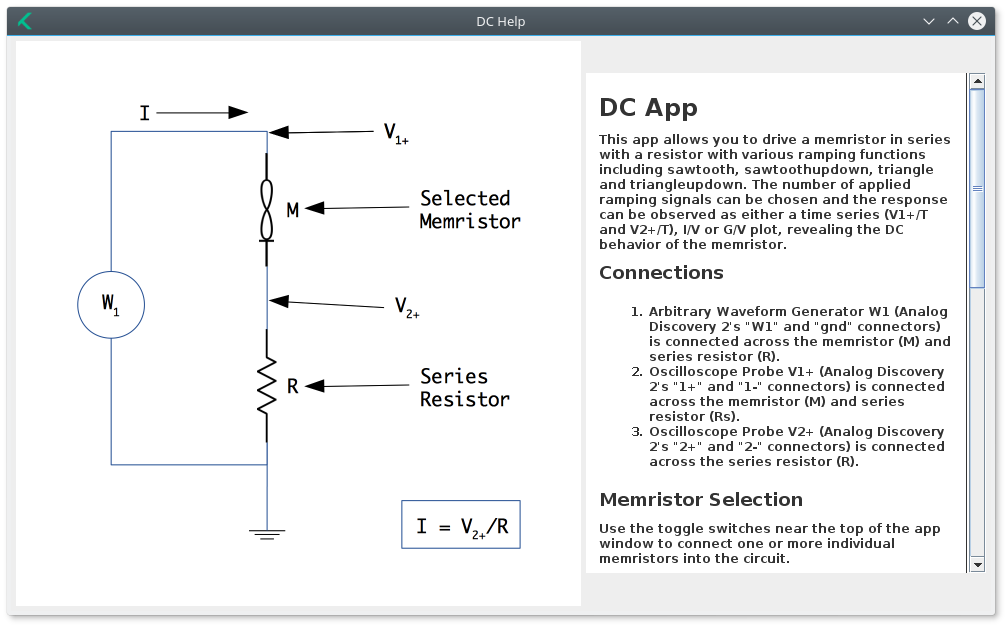 DC Help
I
V1+
M
Selected
Memristor
W1
V2+
R
Series
Resistor
I = V2+/R
DC App
This app allows you to drive a memristor in series
with a resistor with various ramping functions
including sawtooth, sawtoothupdown, triangle
and triangleupdown. The number of applied
ramping signals can be chosen and the response
can be observed as either a time series (V1+/T
and V2+/T), I/V or G/V plot, revealing the DC
behavior of the memristor.
Connections
1. Arbitrary Waveform Generator W1 (Analog
Discovery 2's "W1" and "gnd" connectors)
is connected across the memristor (M) and
series resistor (R).
2. Oscilloscope Probe V1+ (Analog Discovery
2's "1+" and "1-" connectors) is connected
across the memristor (M) and series
resistor (Rs).
3. Oscilloscope Probe V2+ (Analog Discovery
2's "2+" and "2-" connectors) is connected
across the series resistor (R).
Memristor Selection
Use the toggle switches near the top of the app
window to connect one or more individual
memristors into the circuit.